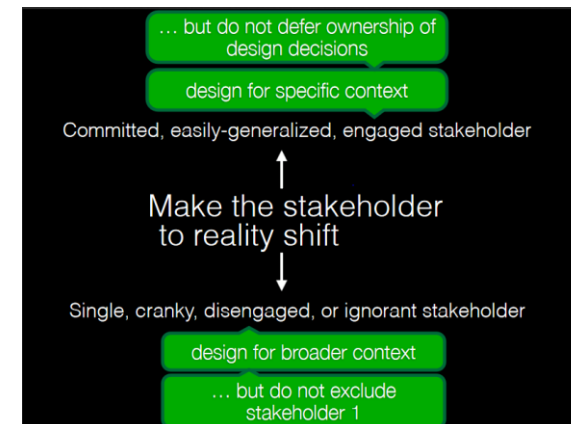 … but do not defer ownership of
design decisions
design for specific context
Committed, easily-generalized, engaged stakeholder
Make the stakeholder
to reality shift
Single, cranky, disengaged, or ignorant stakeholder
design for broader context
… but do not exclude
stakeholder 1